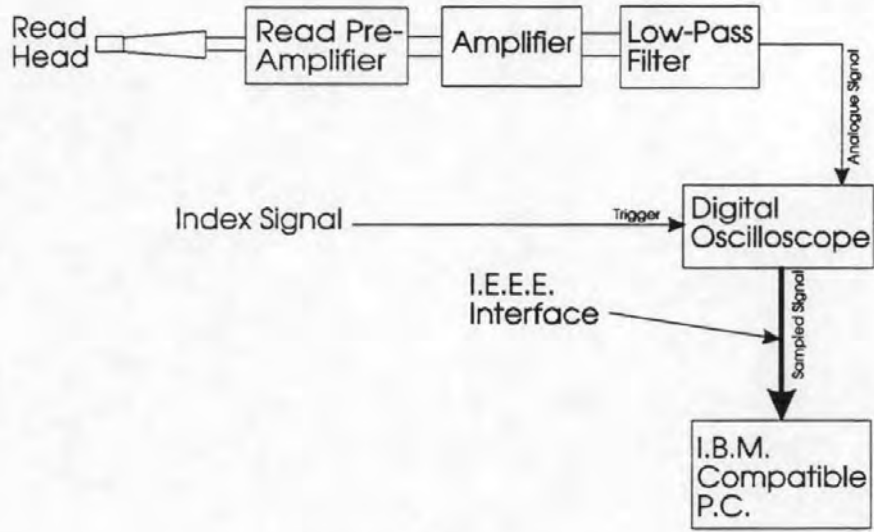 Read
Head
Read Pre-
Amplifier
Amplifier
Low-Pass
Filter
Analogue Signal
Index Signal
Trigger
Digital
Oscilloscope
I.E.E.E.
Interface
Sampled Signal
I.B.M.
Compatible
P.C.